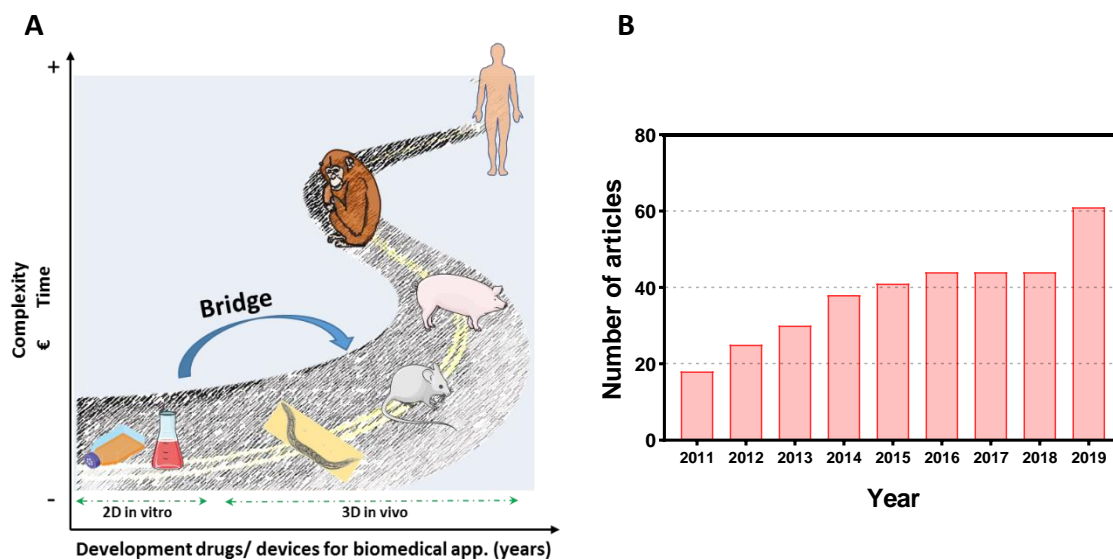 A
+
Complexity
€ Time
-
Bridge
2D in vitro
3D in vivo
Development drugs/ devices for biomedical app. (years)
B
Number of articles
80
60
40
20
0
2011 2012 2013 2014 2015 2016 2017 2018 2019
Year